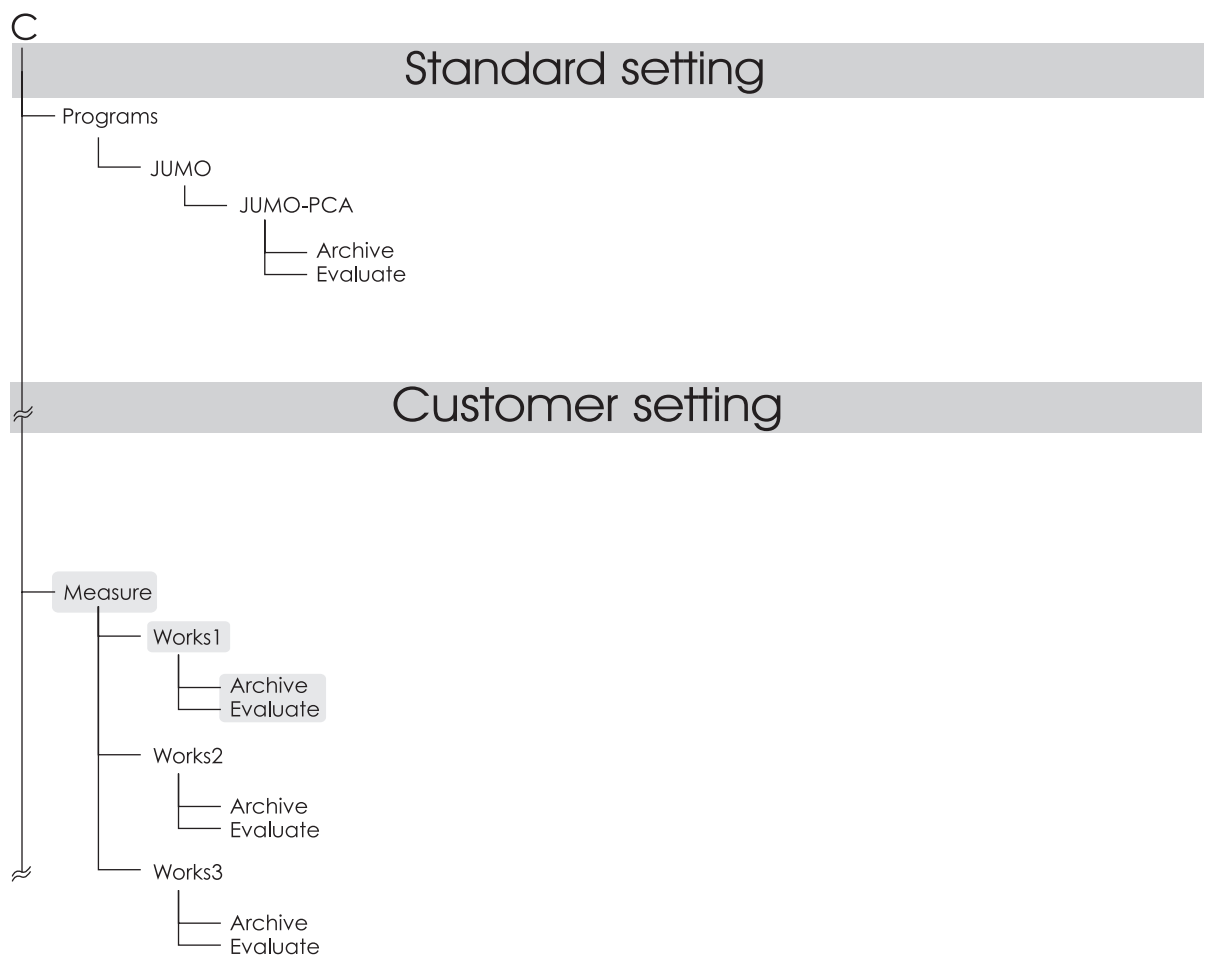 C
Standard setting
Programs
JUMO
JUMO-PCA
Archive
Evaluate
Customer setting
Measure
Works1
Archive
Evaluate
Works2
Archive
Evaluate
Works3
Archive
Evaluate